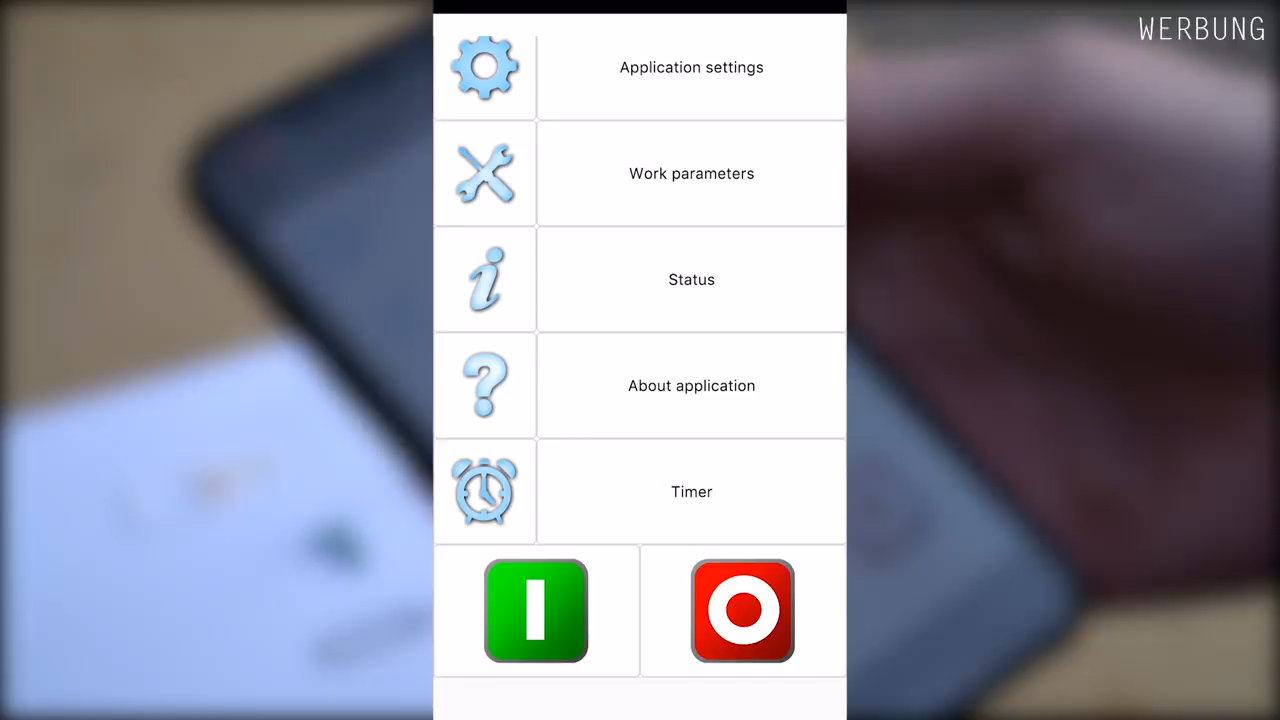 WERBUNG
Application settings
Work parameters
Status
About application
Timer